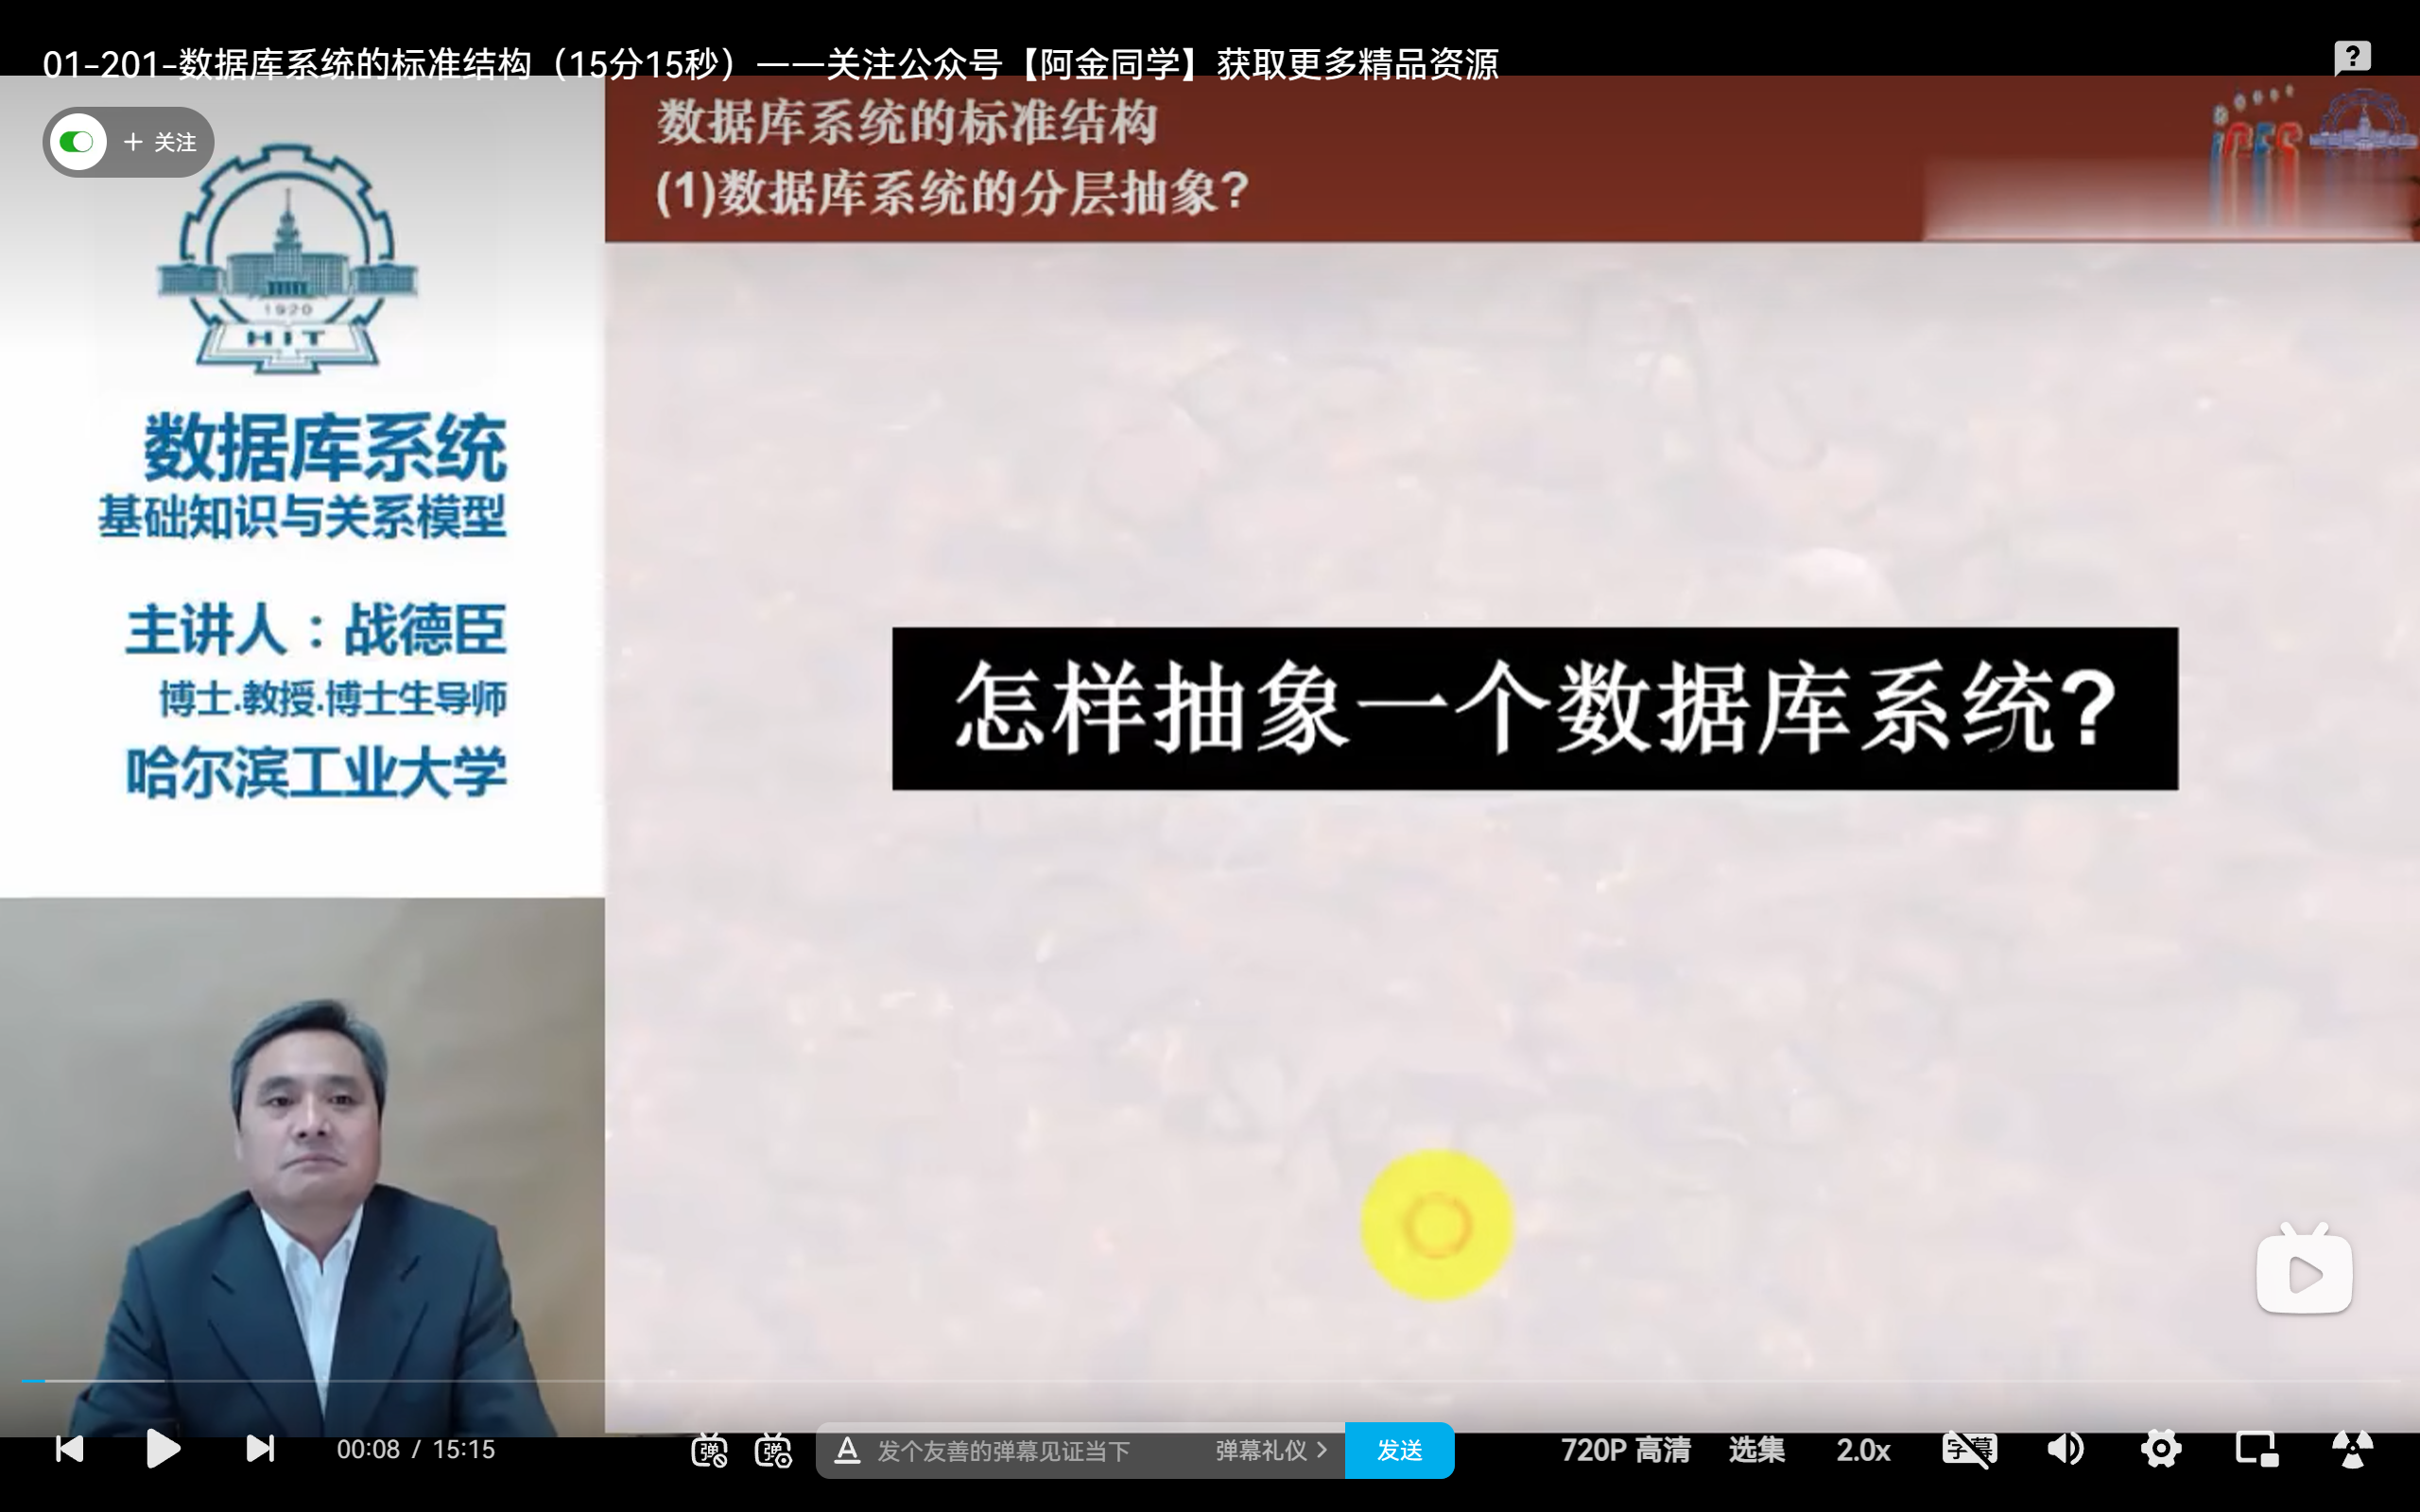 01-201-数据库系统的标准结构（15分15秒）——关注公众号【阿金同学】获取更多精品资源
+ 关注
数据库系统的标准结构
(1)数据库系统的分层抽象?
1920
HIT
数据库系统
基础知识与关系模型
主讲人：战德臣
博士.教授.博士生导师
哈尔滨工业大学
怎样抽象一个数据库系统?
00:08 / 15:15
弹
弹
发个友善的弹幕见证当下
弹幕礼仪 >
发送
720P 高清
选集
2.0x
字幕